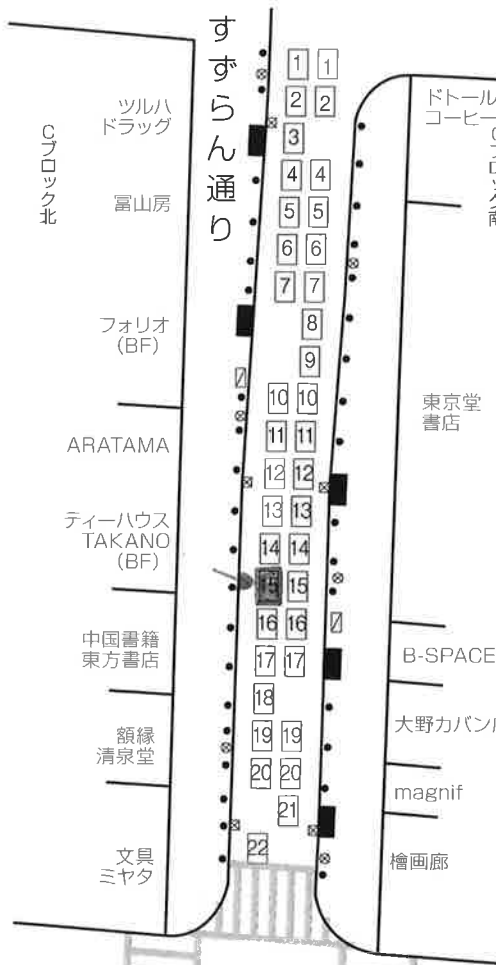 すずらん通り
Cブロック北
ツルハ
ドラッグ
冨山房
フォリオ
(BF)
ARATAMA
ティーハウス
TAKANO
(BF)
中国書籍
東方書店
額縁
清泉堂
文具
ミヤタ
1 1
2 2
3
4 4
5 5
6 6
7 7
8
9
10 10
11 11
12 12
13 13
14 14
15 15
16 16
17 17
18
19 19
20 20
21
22
ドトール
コーヒー
Cブロック南
東京堂
書店
B-SPACE
大野カバン
magnif
檜画廊